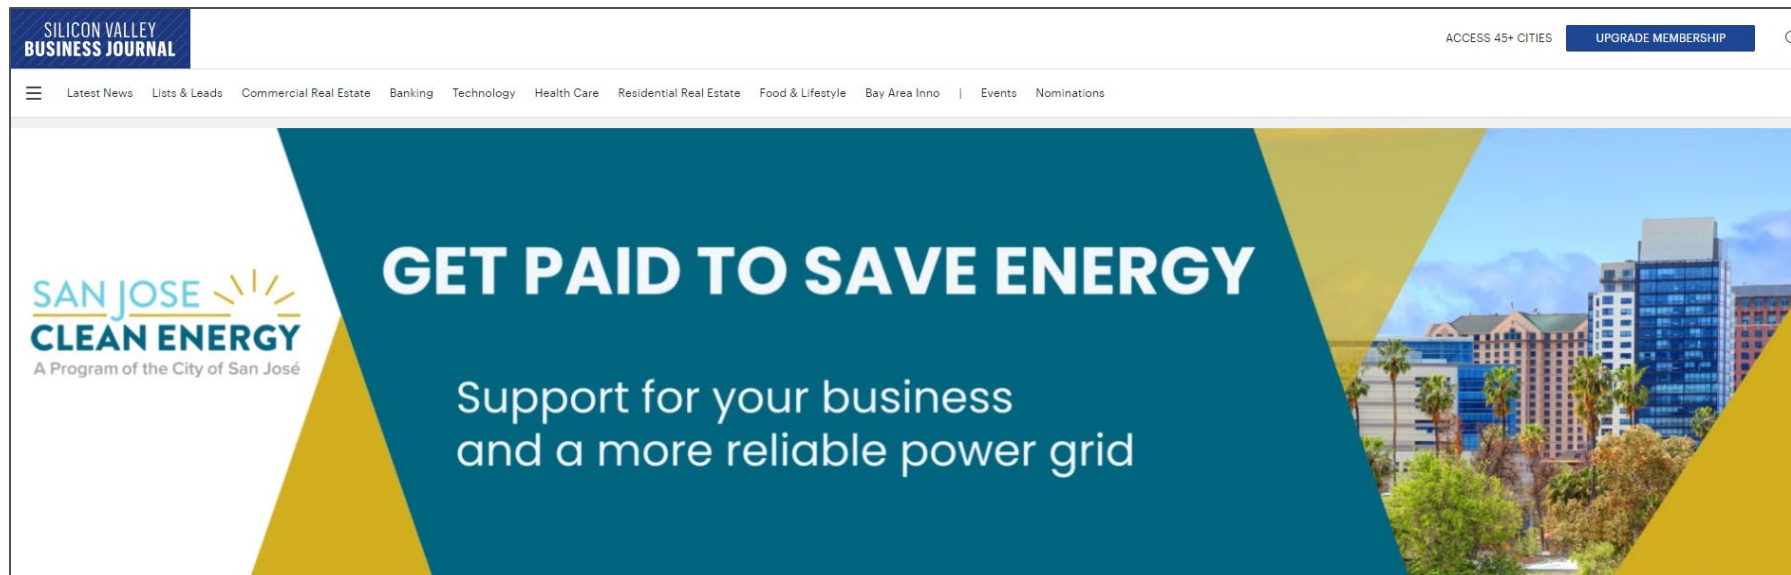 SILICON VALLEY
BUSINESS JOURNAL
ACCESS 45+ CITIES
UPGRADE MEMBERSHIP
Latest News
Lists & Leads
Commercial Real Estate
Banking
Technology
Health Care
Residential Real Estate
Food & Lifestyle
Bay Area Inno
|
Events
Nominations
SAN JOSE
CLEAN ENERGY
A Program of the City of San José
GET PAID TO SAVE ENERGY
Support for your business
and a more reliable power grid